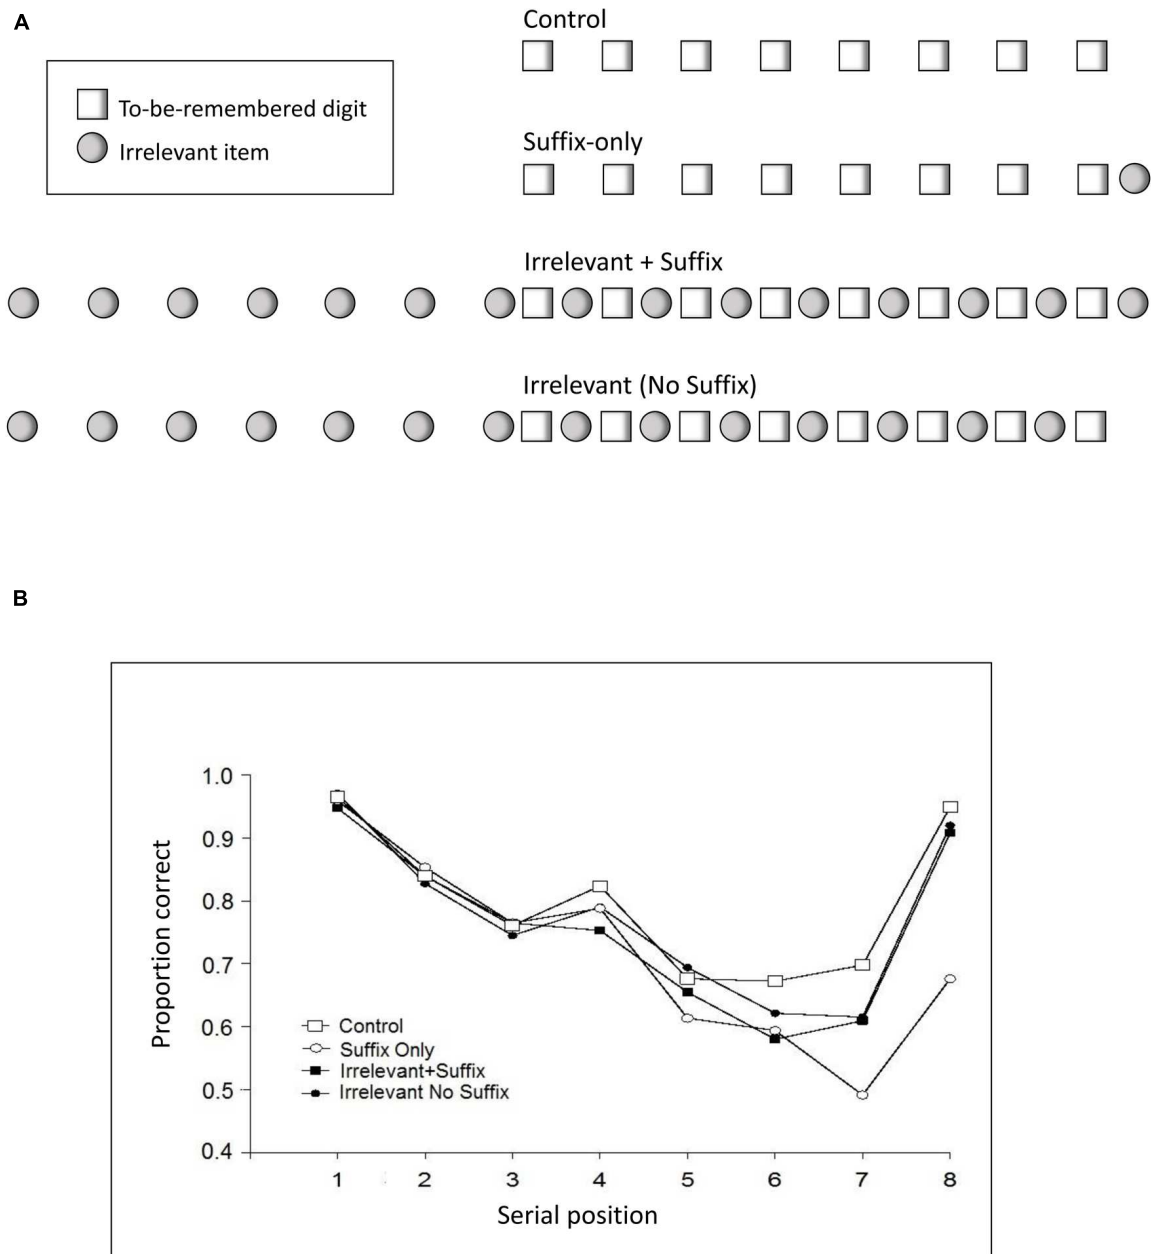 A
Control
To-be-remembered digit
Irrelevant item
Suffix-only
Irrelevant + Suffix
Irrelevant (No Suffix)
B
1.0
0.9
0.8
0.7
0.6
0.5
0.4
Proportion correct
Control
Suffix Only
Irrelevant+Suffix
Irrelevant No Suffix
1 2 3 4 5 6 7 8
Serial position